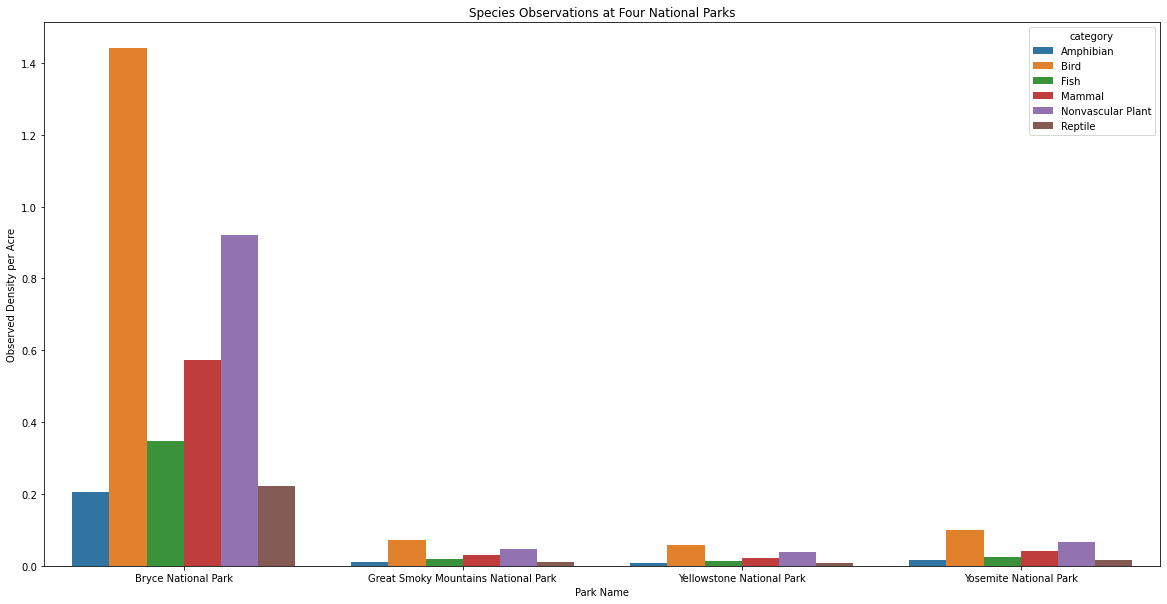 Species Observations at Four National Parks
category
Amphibian
Bird
Fish
Mammal
Nonvascular Plant
Reptile
Observed Density per Acre
1.4
1.2
1.0
0.8
0.6
0.4
0.2
0.0
Bryce National Park
Great Smoky Mountains National Park
Yellowstone National Park
Yosemite National Park
Park Name